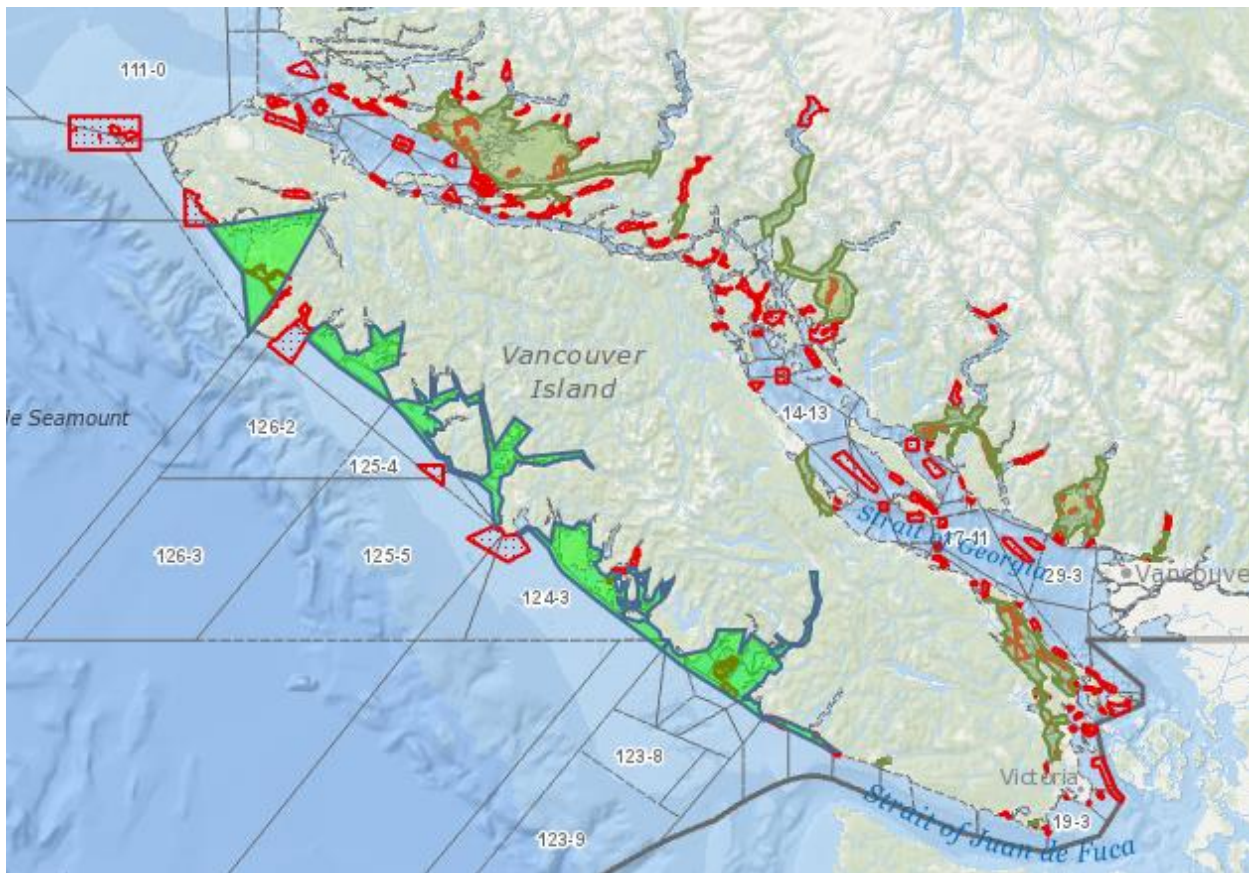 111-0
Vancouver
Island
le Seamount
126-2
14-13
125-4
Strait of Georgia
17-11
126-3
125-5
29-3
Vancouve
124-3
123-8
Victoria
Strait of Juan de Fuca
19-3
123-9